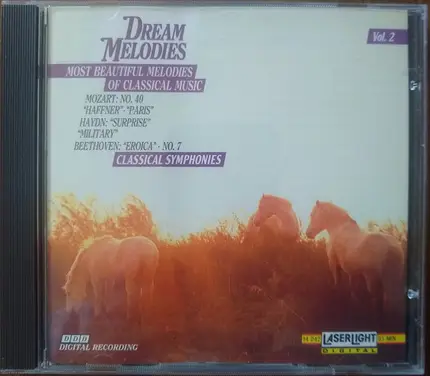 DREAM
MELODIES
Vol. 2
MOST BEAUTIFUL MELODIES
OF CLASSICAL MUSIC
MOZART: NO. 40
"HAFFNER"·"PARIS"
HAYDN: "SURPRISE"
"MILITARY"
BEETHOVEN: "EROICA"· NO. 7
CLASSICAL SYMPHONIES
DDD
DIGITAL RECORDING
LASERLIGHT
DIGITAL